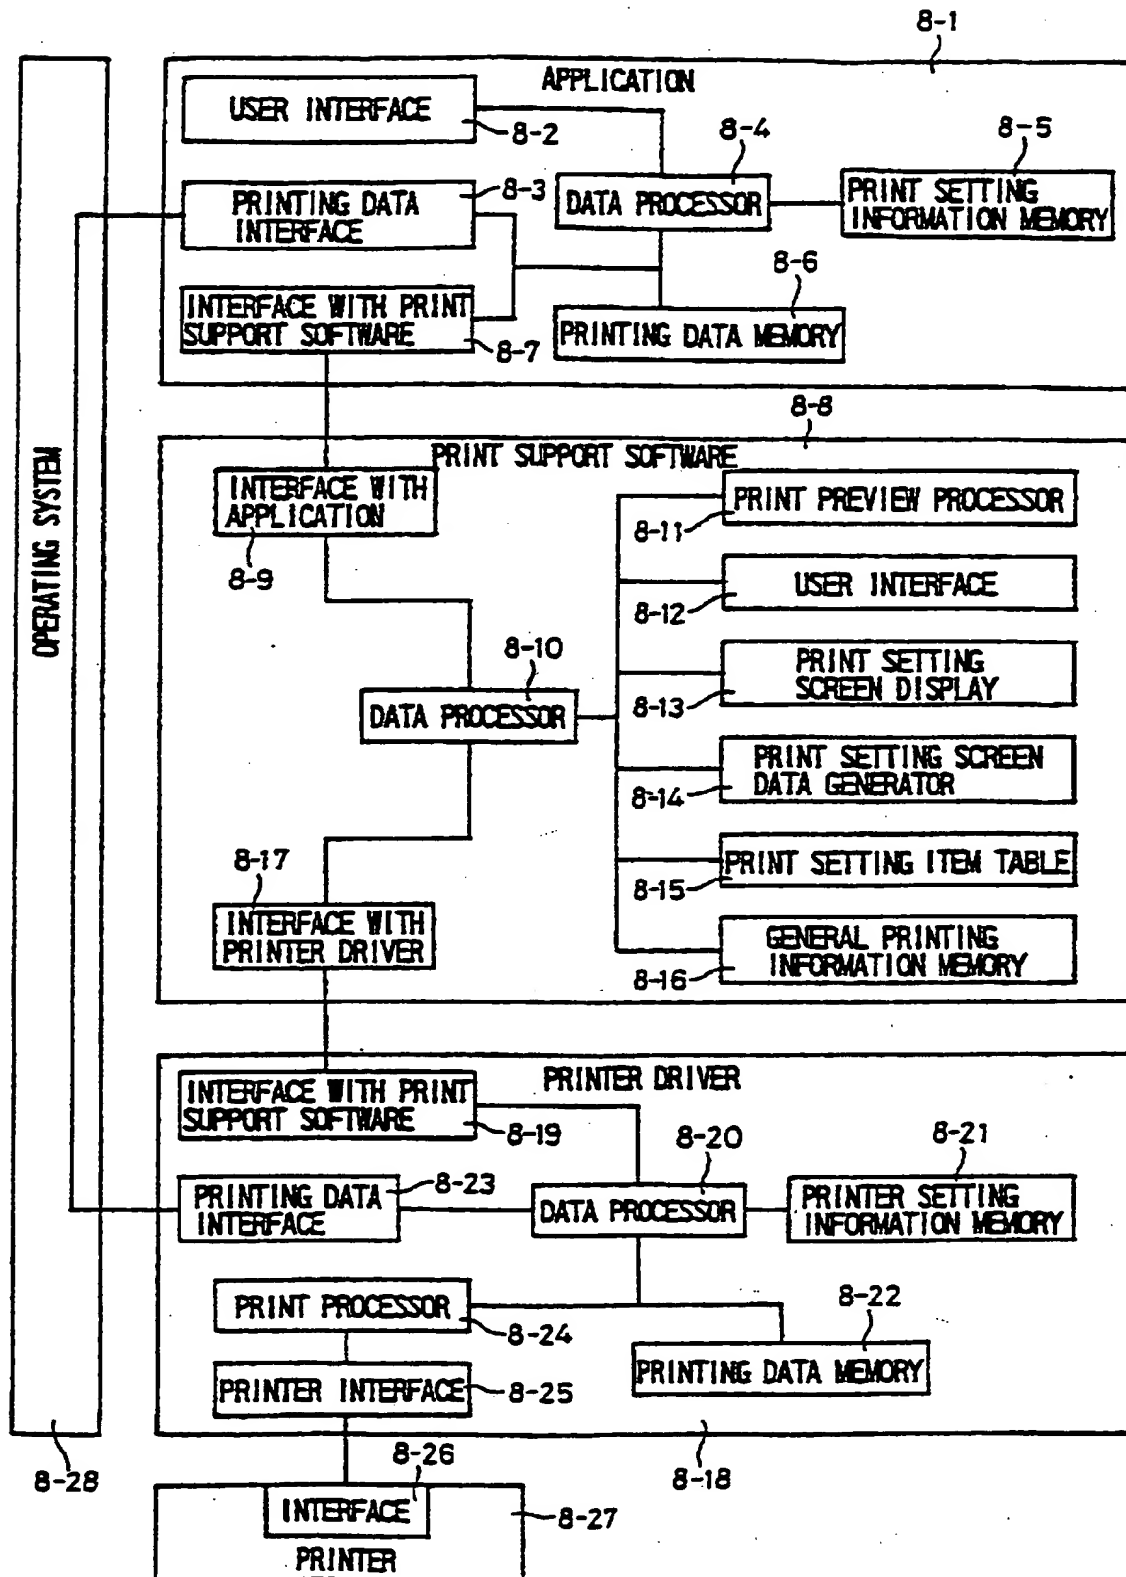 8-1
APPLICATION
USER INTERFACE
8-2
8-3
PRINTING DATA
INTERFACE
8-4
DATA PROCESSOR
8-5
PRINT SETTING
INFORMATION MEMORY
INTERFACE WITH PRINT
SUPPORT SOFTWARE
8-7
8-6
PRINTING DATA MEMORY
OPERATING SYSTEM
8-8
PRINT SUPPORT SOFTWARE
INTERFACE WITH
APPLICATION
8-9
PRINT PREVIEW PROCESSOR
8-11
USER INTERFACE
8-12
8-10
DATA PROCESSOR
PRINT SETTING
SCREEN DISPLAY
8-13
PRINT SETTING SCREEN
DATA GENERATOR
8-14
PRINT SETTING ITEM TABLE
8-15
8-17
INTERFACE WITH
PRINTER DRIVER
GENERAL PRINTING
INFORMATION MEMORY
8-16
PRINTER DRIVER
INTERFACE WITH PRINT
SUPPORT SOFTWARE
8-19
8-20
DATA PROCESSOR
8-21
PRINTER SETTING
INFORMATION MEMORY
PRINTING DATA
INTERFACE
8-23
PRINT PROCESSOR
8-24
8-22
PRINTING DATA MEMORY
PRINTER INTERFACE
8-25
8-18
8-28
8-26
INTERFACE
8-27
PRINTER